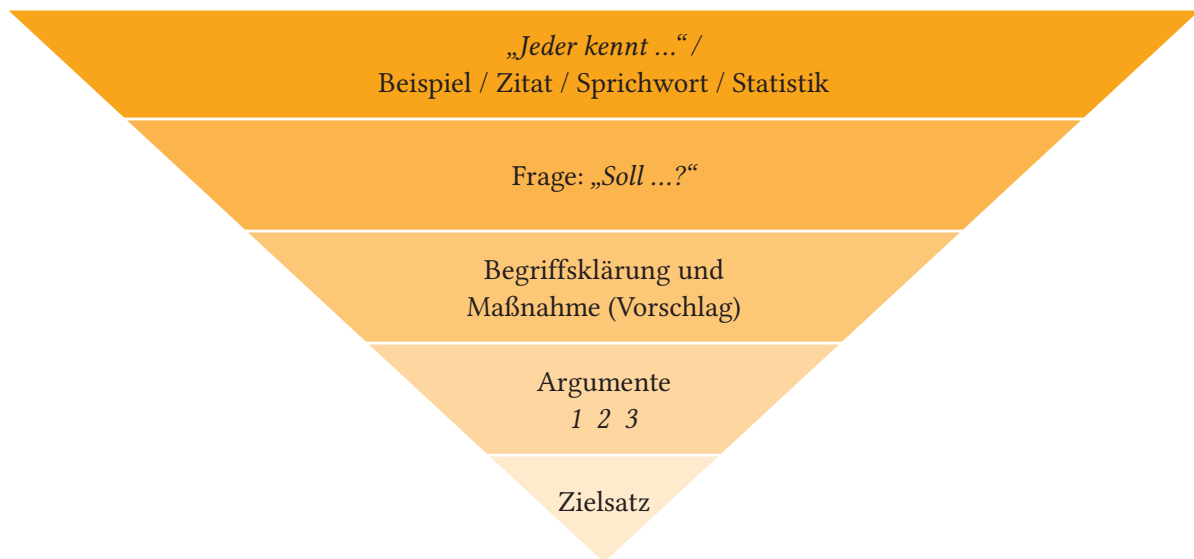 „Jeder kennt …“ /
Beispiel / Zitat / Sprichwort / Statistik
Frage: „Soll …?“
Begriffsklärung und
Maßnahme (Vorschlag)
Argumente
1 2 3
Zielsatz